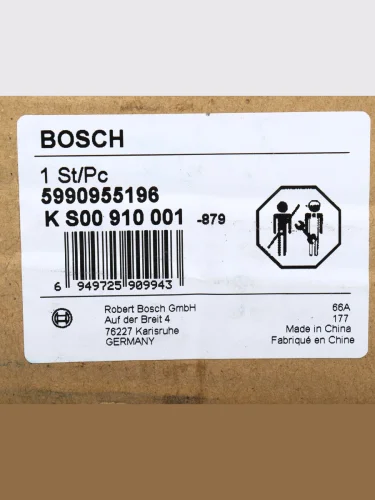 BOSCH
1 St/Pc
5990955196
K S00 910 001 -879
6 949725 909943
Robert Bosch GmbH
Auf der Breit 4
76227 Karlsruhe
GERMANY
66A
177
Made in China
Fabriqué en Chine